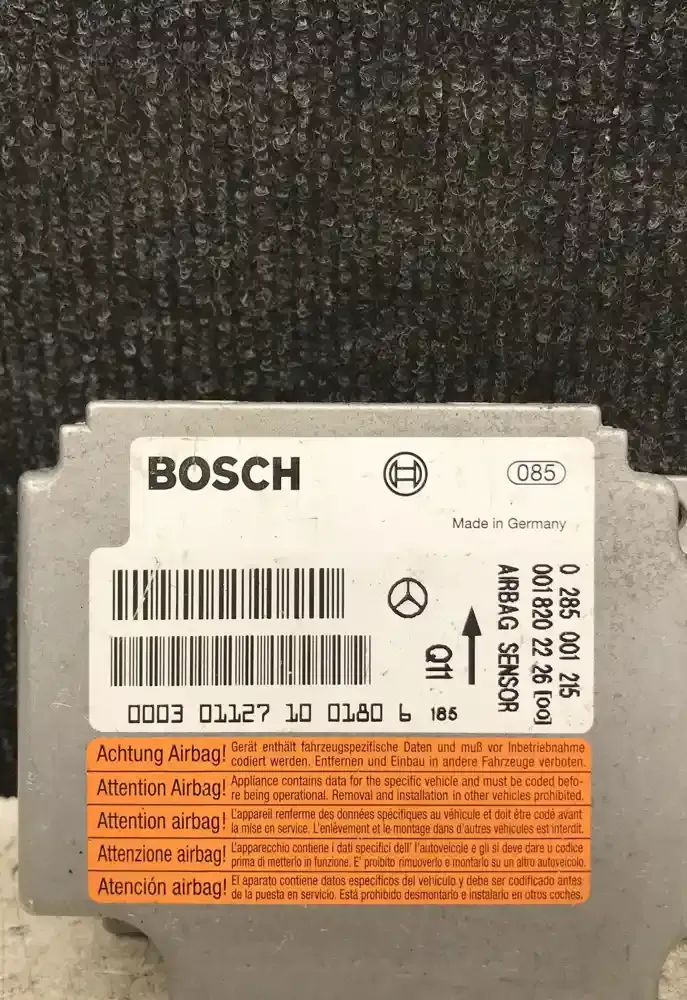 BOSCH
085
Made in Germany
0 285 001 215
001 820 22 26 [00]
AIRBAG SENSOR
Q11
0003 01127 10 0180 6 185
Achtung Airbag! Gerät enthält fahrzeugspezifische Daten und muß vor Inbetriebnahme
codiert werden. Entfernen und Einbau in andere Fahrzeuge verboten.
Attention Airbag! Appliance contains data for the specific vehicle and must be coded befo-
re being operational. Removal and installation in other vehicles prohibited.
Attention airbag! L'appareil renferme des données spécifiques au véhicule et doit être codé avant
la mise en service. L'enlèvement et le montage dans d'autres véhicules est interdit.
Attenzione airbag! L'apparecchio contiene i dati specifici dell' l'autoveicolo e gli si deve dare u codice
prima di metterlo in funzione. E' proibito rimuoverlo e montarlo su un altro autoveicolo.
Atención airbag! El aparato contiene datos específicos del vehículo y debe ser codificado antes
de la puesta en servicio. Está prohibido desmontarlo e instalarlo en otros coches.